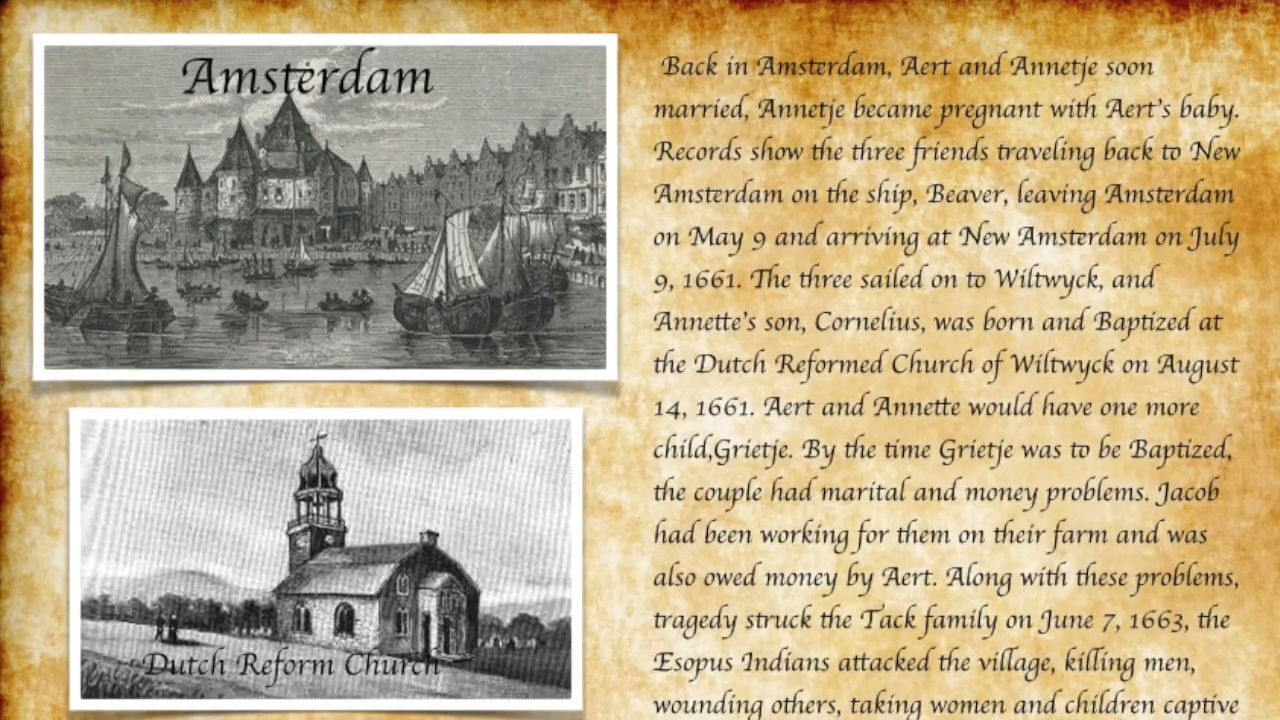 Amsterdam
Back in Amsterdam, Aert and Annetje soon
married, Annetje became pregnant with Aert's baby.
Records show the three friends traveling back to New
Amsterdam on the ship, Beaver, leaving Amsterdam
on May 9 and arriving at New Amsterdam on July
9, 1661. The three sailed on to Wiltwyck, and
Annette's son, Cornelius, was born and Baptized at
the Dutch Reformed Church of Wiltwyck on August
14, 1661. Aert and Annette would have one more
child,Grietje. By the time Grietje was to be Baptized,
the couple had marital and money problems. Jacob
had been working for them on their farm and was
also owed money by Aert. Along with these problems,
tragedy struck the Tack family on June 7, 1663, the
Esopus Indians attacked the village, killing men,
wounding others, taking women and children captive
Dutch Reform Church